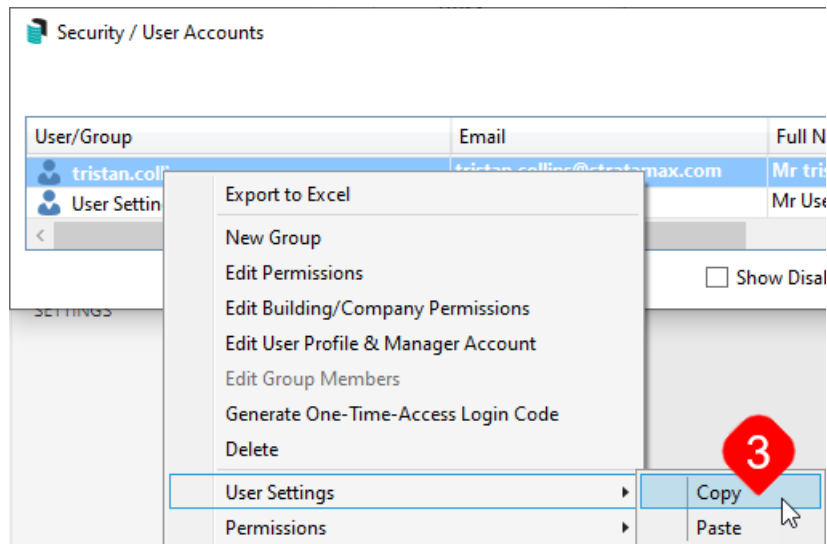 Security / User Accounts
User/Group Email Full N
tristan.coll tristan.collins@stratamax.com Mr tris
User Settin Mr Use
Export to Excel
New Group
Show Disal
Edit Permissions
SETTINGS
Edit Building/Company Permissions
Edit User Profile & Manager Account
Edit Group Members
Generate One-Time-Access Login Code
Delete
3
User Settings Copy
Permissions Paste